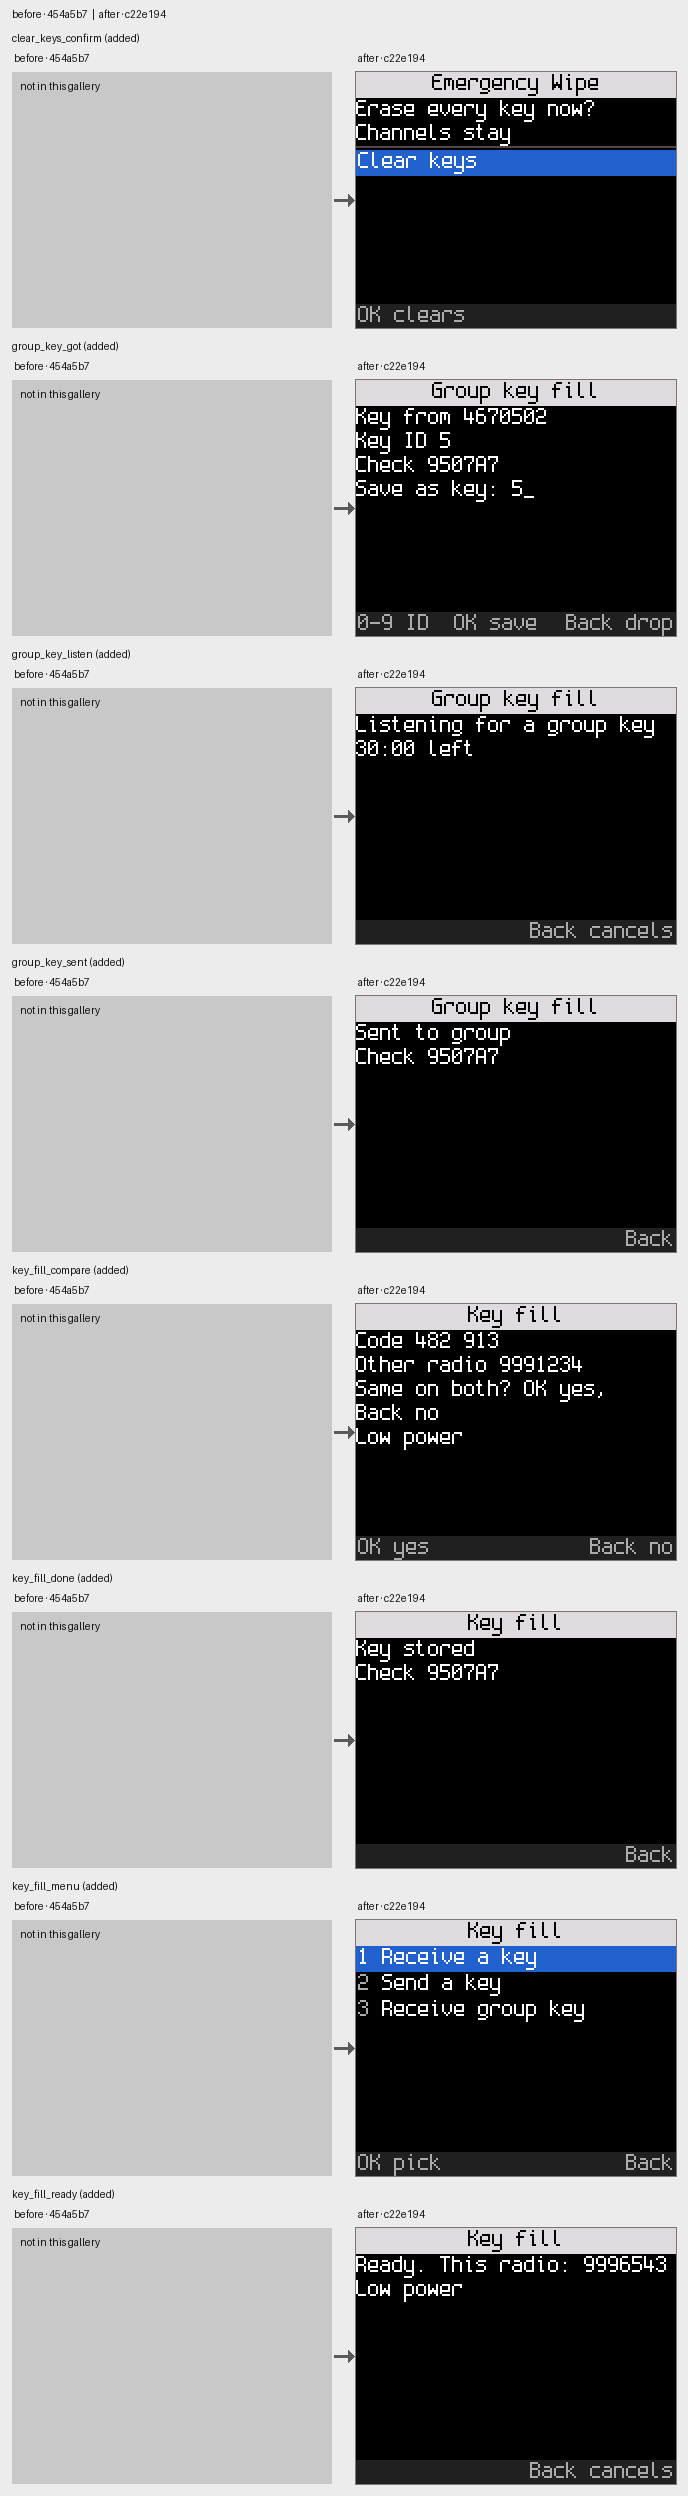 before · 454a5b7 | after · c22e194
clear_keys_confirm (added)
before · 454a5b7
after · c22e194
not in this gallery
Emergency Wipe
Erase every key now?
Channels stay
Clear keys
OK clears
group_key_got (added)
before · 454a5b7
after · c22e194
not in this gallery
Group key fill
Key from 4670502
Key ID 5
Check 9507A7
Save as key: 5_
0-9 ID OK save Back drop
group_key_listen (added)
before · 454a5b7
after · c22e194
not in this gallery
Group key fill
Listening for a group key
30:00 left
Back cancels
group_key_sent (added)
before · 454a5b7
after · c22e194
not in this gallery
Group key fill
Sent to group
Check 9507A7
Back
key_fill_compare (added)
before · 454a5b7
after · c22e194
not in this gallery
Key fill
Code 482 913
Other radio 9991234
Same on both? OK yes,
Back no
Low power
OK yes Back no
key_fill_done (added)
before · 454a5b7
after · c22e194
not in this gallery
Key fill
Key stored
Check 9507A7
Back
key_fill_menu (added)
before · 454a5b7
after · c22e194
not in this gallery
Key fill
1 Receive a key
2 Send a key
3 Receive group key
OK pick Back
key_fill_ready (added)
before · 454a5b7
after · c22e194
not in this gallery
Key fill
Ready. This radio: 9996543
Low power
Back cancels